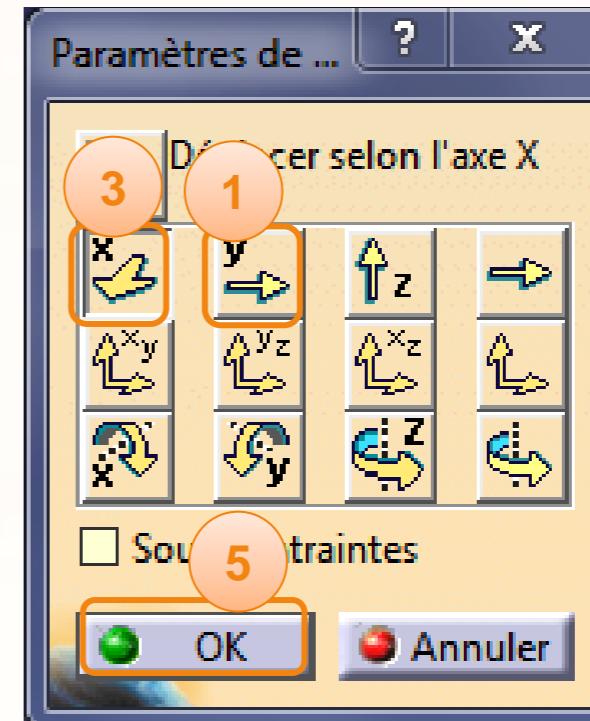 Paramètres de ... ? X
selon l'axe X
3 1
x y z
x y y z x z
x y z
5
OK Annuler